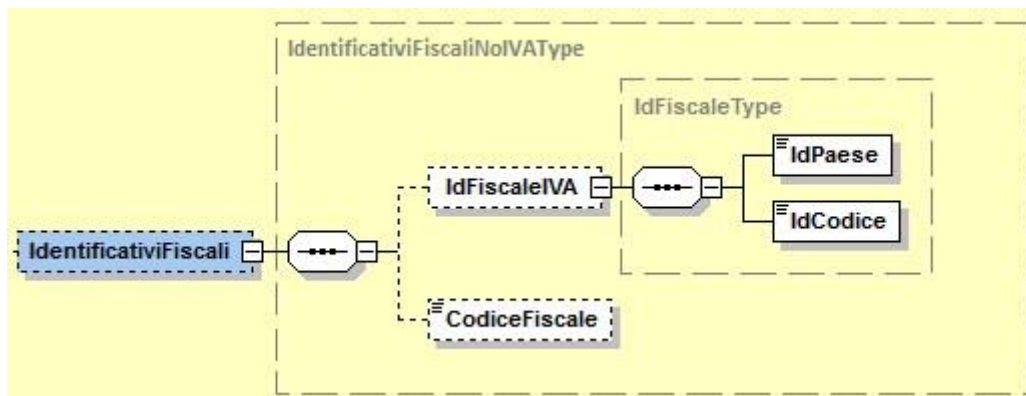 IdentificativiFiscaliNoIVAType
IdFiscaleType
IdPaese
IdFiscaleIVA
IdCodice
IdentificativiFiscali
CodiceFiscale